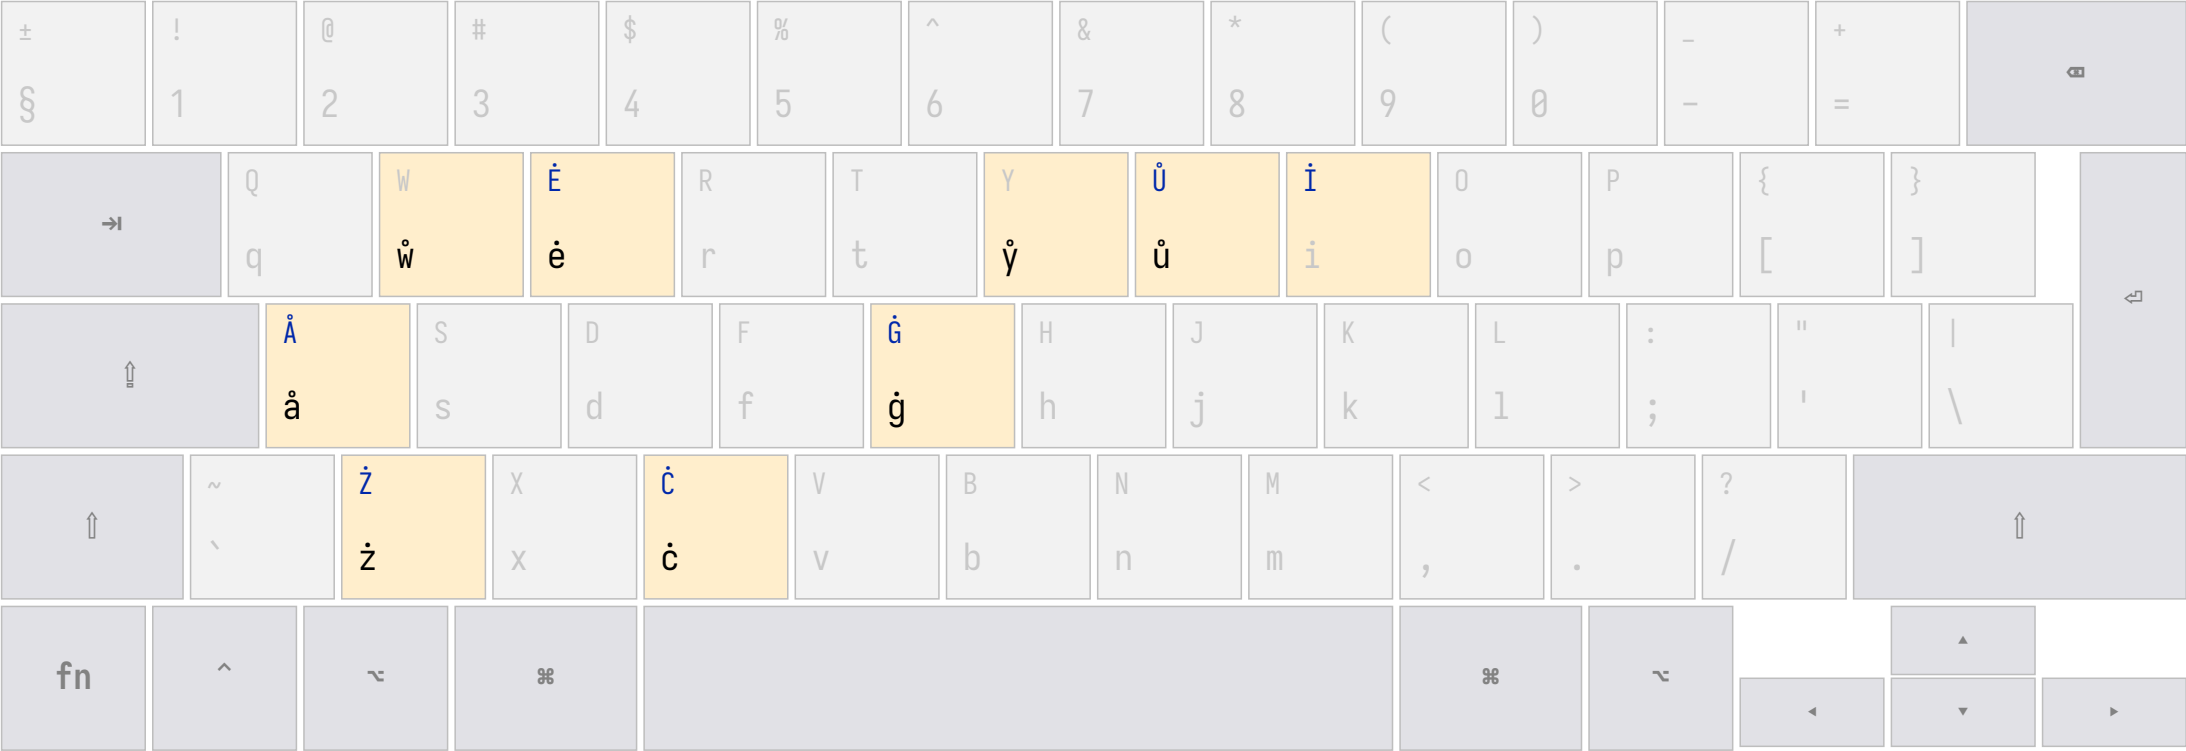 ± ! @ # $ % ^ & * ( ) _ +
§ 1 2 3 4 5 6 7 8 9 0 - = ⌫
Q W Ė R T Y Ů İ O P { }
⇥ q ẘ ė r t ẙ ů i o p [ ]
Å S D F Ġ H J K L : " | ⏎
⇪ å s d f ġ h j k l ; ' \
~ Ż X Ċ V B N M < > ?
⇧ ` ż x ċ v b n m , . / ⇧
fn ^ ⌥ ⌘ ⌘ ⌥ ▲
◀ ▼ ▶